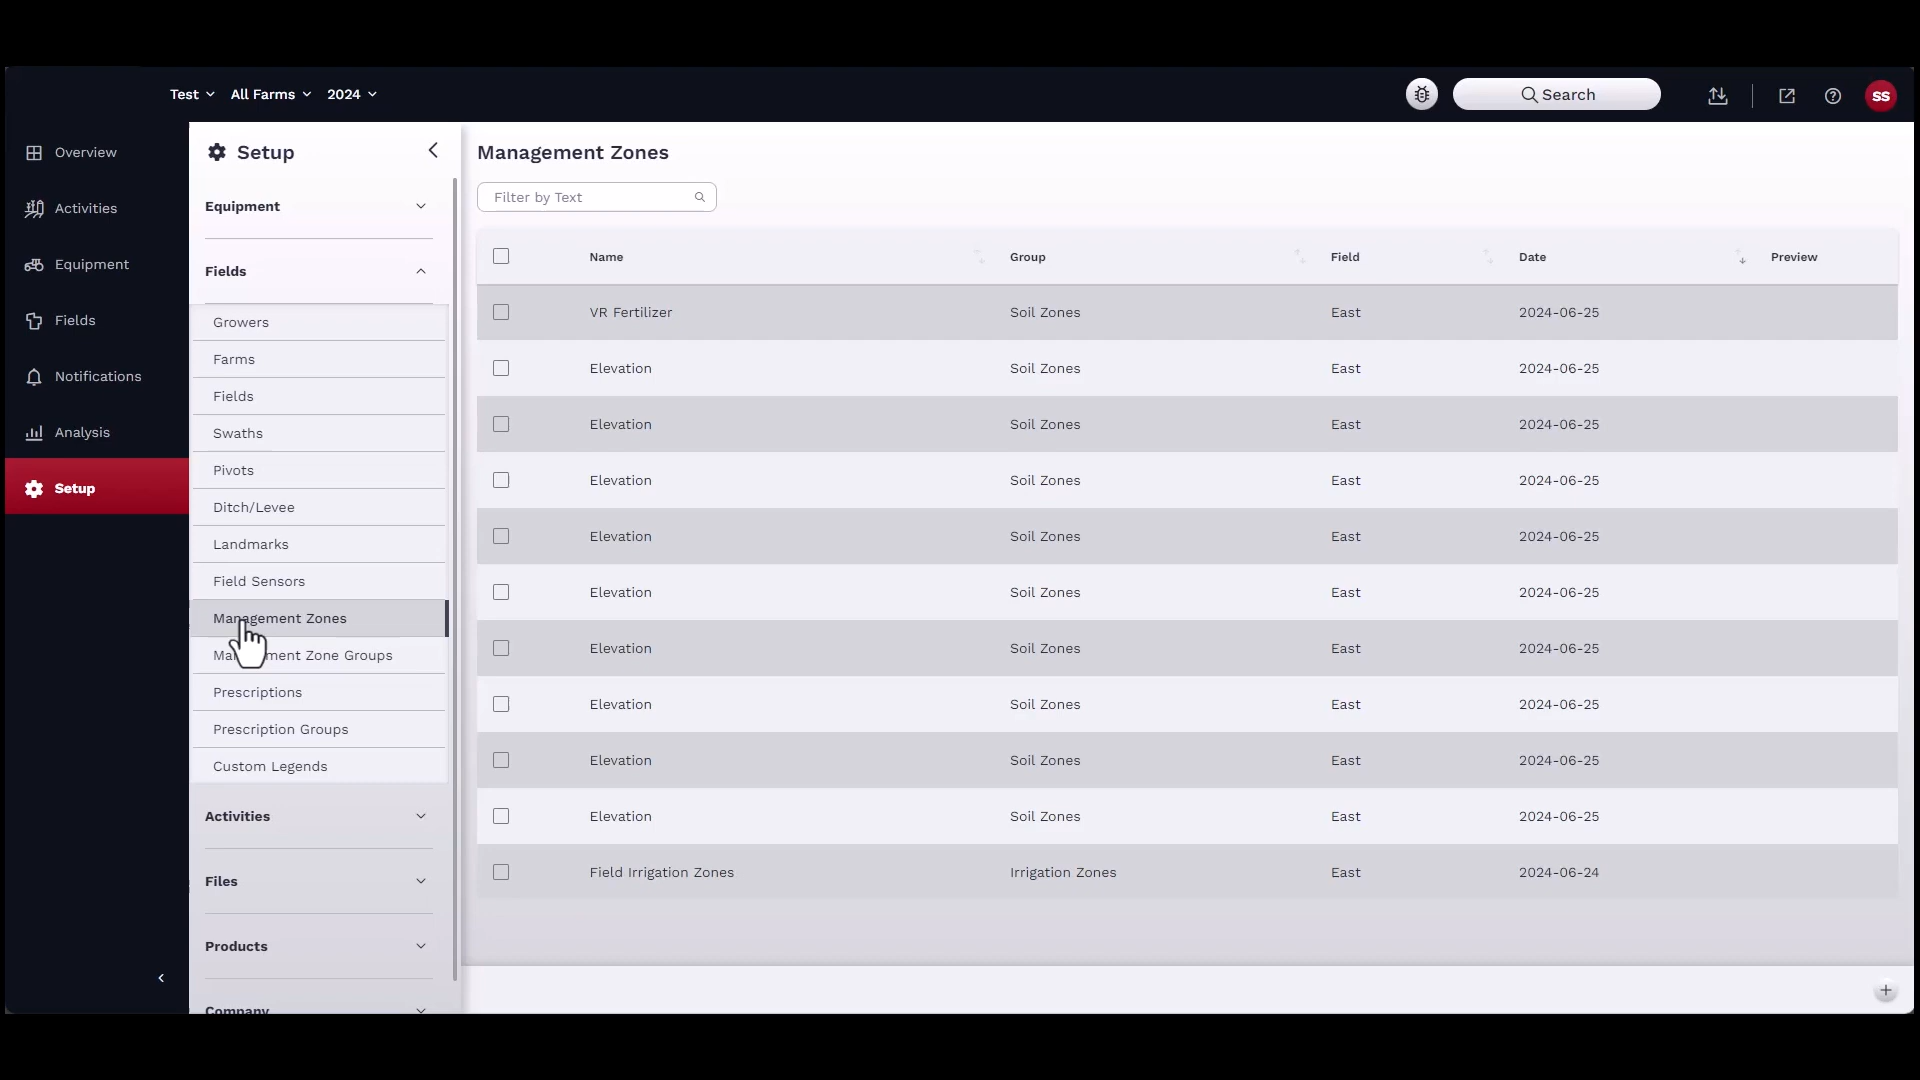 Test All Farms 2024 Search SS
Overview
Activities
Equipment
Fields
Notifications
Analysis
Setup
Setup
Equipment
Fields
Growers
Farms
Fields
Swaths
Pivots
Ditch/Levee
Landmarks
Field Sensors
Management Zones
Management Zone Groups
Prescriptions
Prescription Groups
Custom Legends
Activities
Files
Products
Company
Management Zones
Filter by Text
Name Group Field Date Preview
VR Fertilizer Soil Zones East 2024-06-25
Elevation Soil Zones East 2024-06-25
Elevation Soil Zones East 2024-06-25
Elevation Soil Zones East 2024-06-25
Elevation Soil Zones East 2024-06-25
Elevation Soil Zones East 2024-06-25
Elevation Soil Zones East 2024-06-25
Elevation Soil Zones East 2024-06-25
Elevation Soil Zones East 2024-06-25
Elevation Soil Zones East 2024-06-25
Field Irrigation Zones Irrigation Zones East 2024-06-24